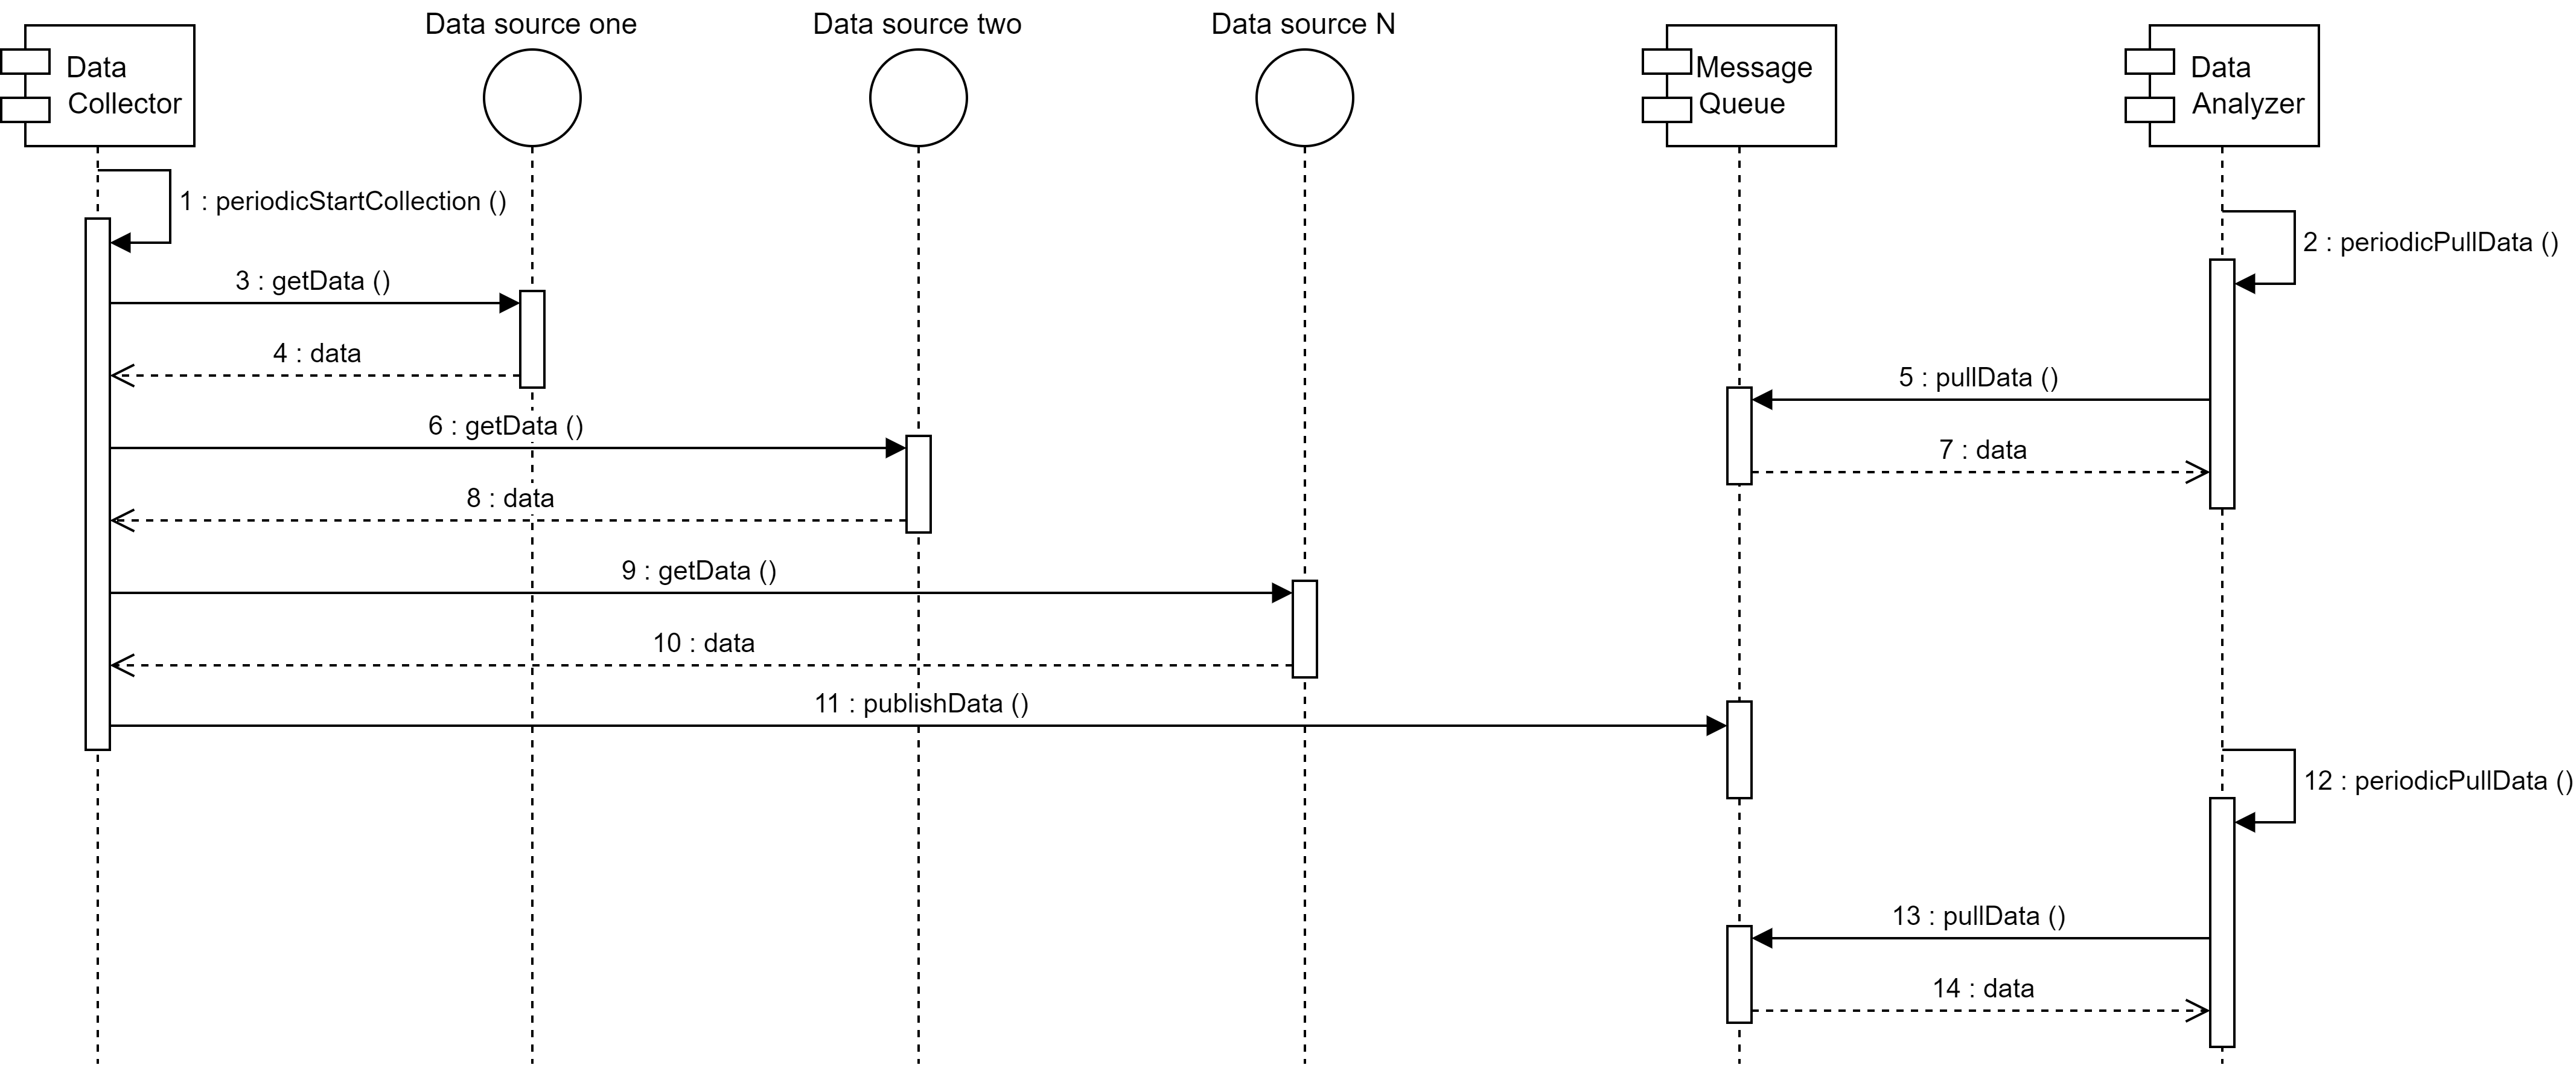 Data source one
Data source two
Data source N
Data
Collector
Message
Queue
Data
Analyzer
1 : periodicStartCollection ()
2 : periodicPullData ()
3 : getData ()
4 : data
5 : pullData ()
6 : getData ()
7 : data
8 : data
9 : getData ()
10 : data
11 : publishData ()
12 : periodicPullData ()
13 : pullData ()
14 : data